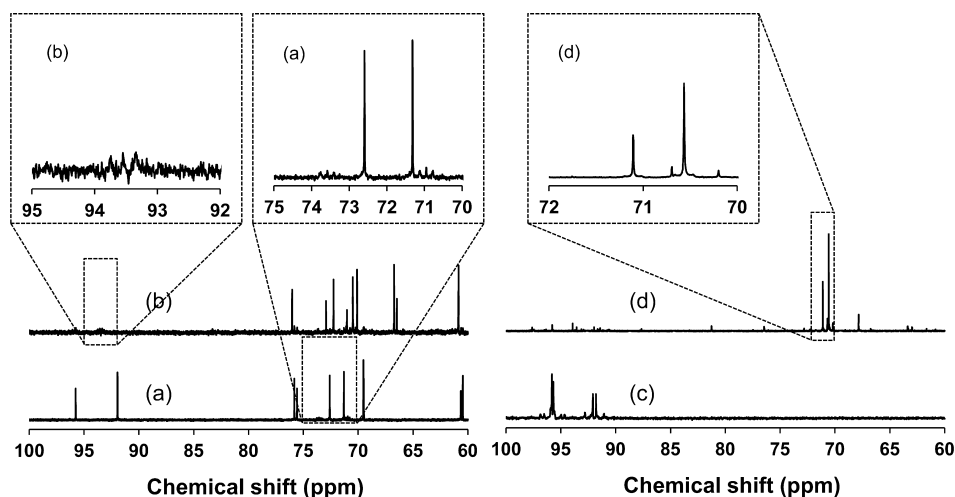 (b)
95 94 93 92
(a)
75 74 73 72 71 70
(d)
72 71 70
(b)
(a)
100 95 90 85 80 75 70 65 60
Chemical shift (ppm)
(d)
(c)
100 95 90 85 80 75 70 65 60
Chemical shift (ppm)